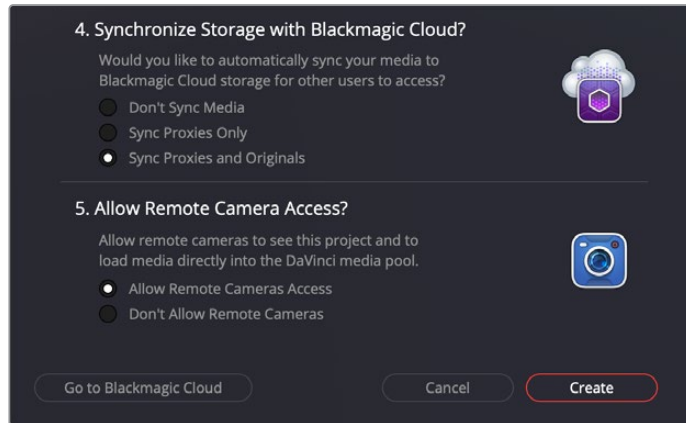 4. Synchronize Storage with Blackmagic Cloud?
Would you like to automatically sync your media to
Blackmagic Cloud storage for other users to access?
Don't Sync Media
Sync Proxies Only
Sync Proxies and Originals
5. Allow Remote Camera Access?
Allow remote cameras to see this project and to
load media directly into the DaVinci media pool.
Allow Remote Cameras Access
Don't Allow Remote Cameras
Go to Blackmagic Cloud
Cancel
Create